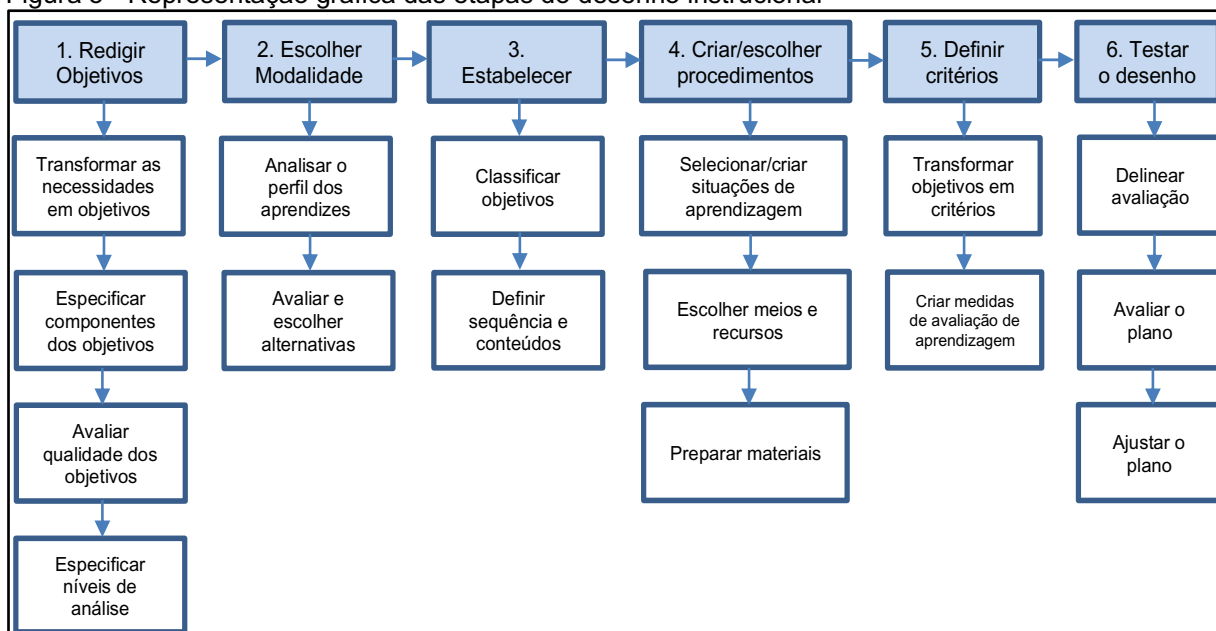 Figura 3 - Representação gráfica das etapas do desenho instrucional
1. Redigir
Objetivos
2. Escolher
Modalidade
3.
Estabelecer
4. Criar/escolher
procedimentos
5. Definir
critérios
6. Testar
o desenho
Transformar as
necessidades
em objetivos
Analisar o
perfil dos
aprendizes
Classificar
objetivos
Selecionar/criar
situações de
aprendizagem
Transformar
objetivos em
critérios
Delinear
avaliação
Especificar
componentes
dos objetivos
Avaliar e
escolher
alternativas
Definir
sequência e
conteúdos
Escolher meios e
recursos
Criar medidas
de avaliação de
aprendizagem
Avaliar o
plano
Avaliar
qualidade dos
objetivos
Preparar materiais
Ajustar o
plano
Especificar
níveis de
análise